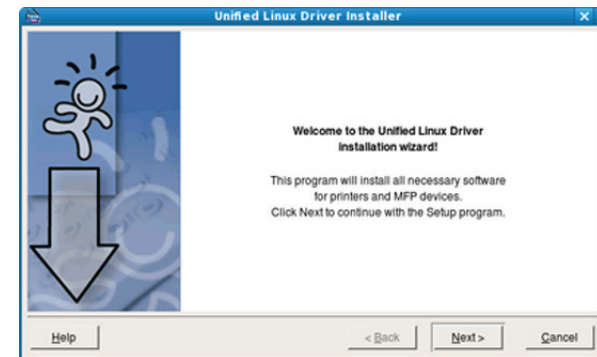 Unified Linux Driver Installer
Welcome to the Unified Linux Driver
installation wizard!
This program will install all necessary software
for printers and MFP devices.
Click Next to continue with the Setup program.
Help
< Back
Next >
Cancel